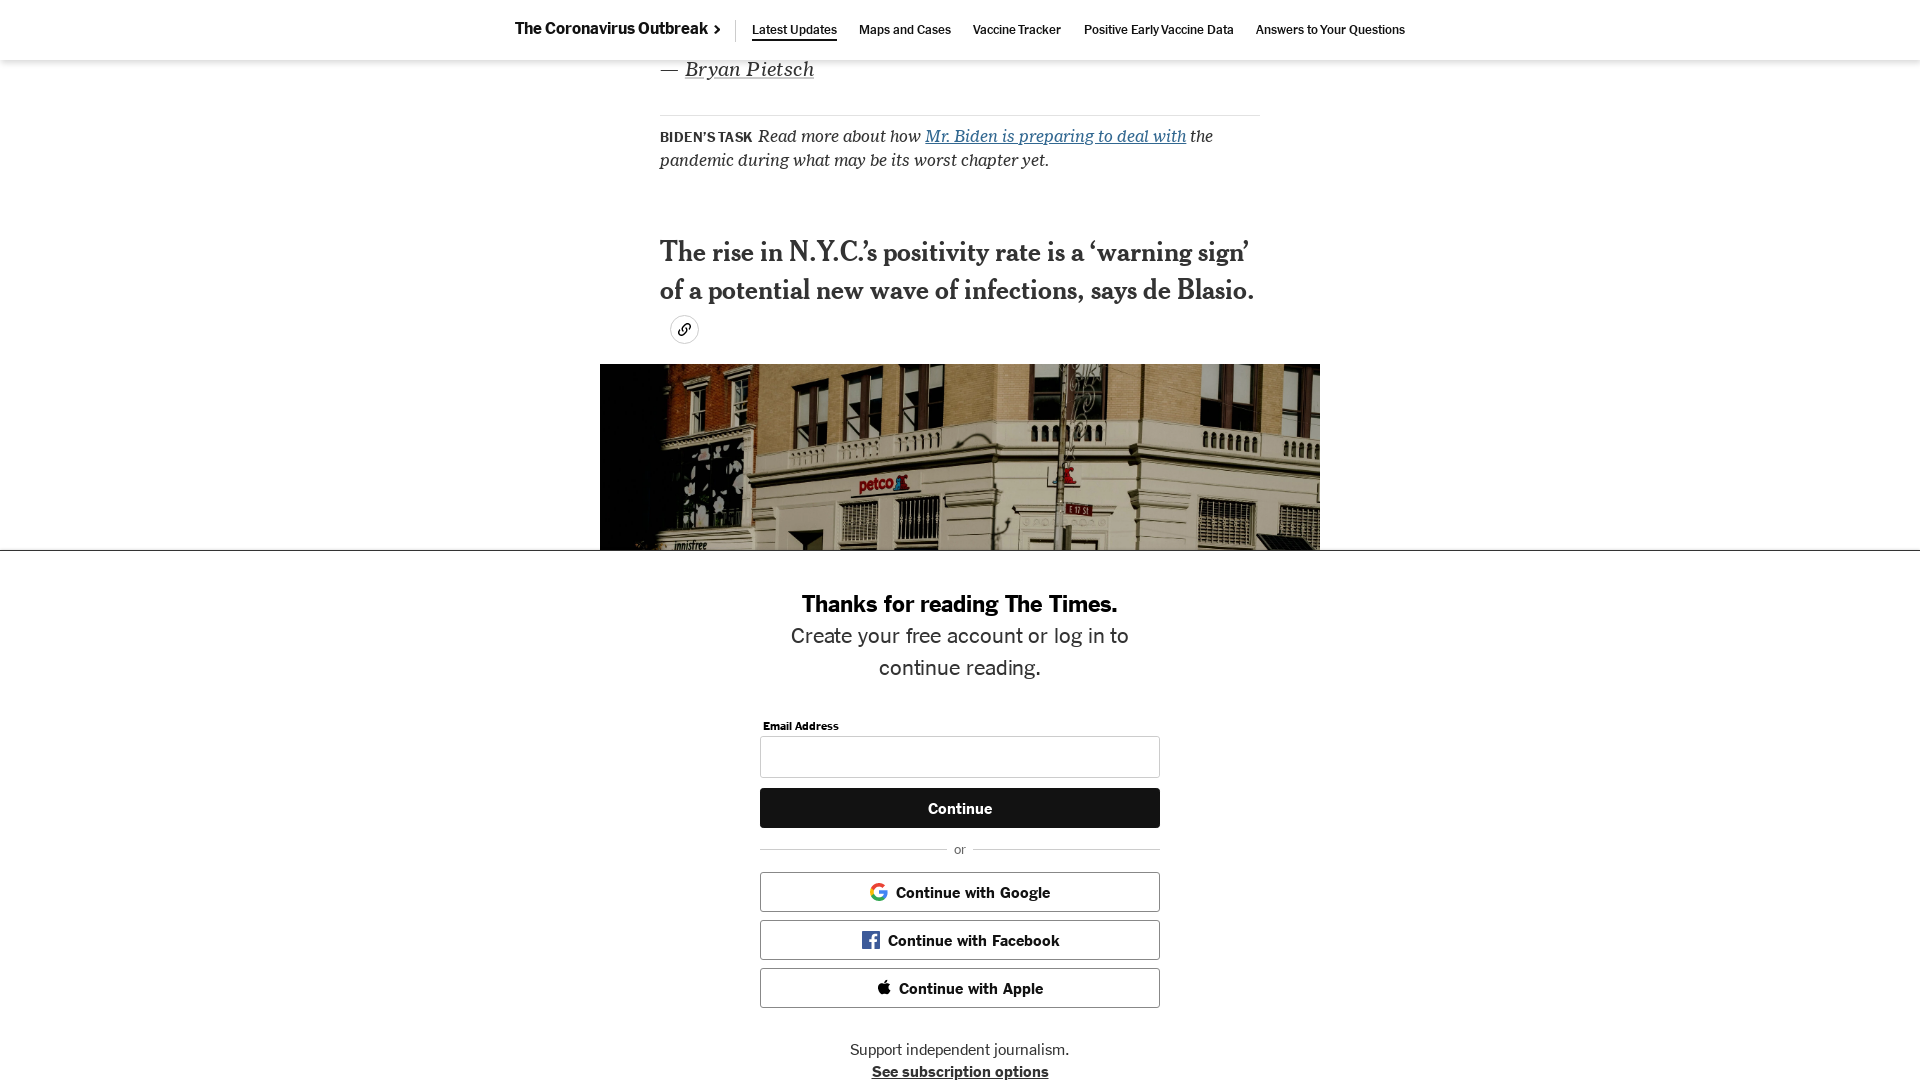 The Coronavirus Outbreak
Latest Updates
Maps and Cases
Vaccine Tracker
Positive Early Vaccine Data
Answers to Your Questions
— Bryan Pietsch
BIDEN’S TASK Read more about how Mr. Biden is preparing to deal with the
pandemic during what may be its worst chapter yet.
The rise in N.Y.C.’s positivity rate is a ‘warning sign’
of a potential new wave of infections, says de Blasio.
petco
E 17 ST
innisfree
Thanks for reading The Times.
Create your free account or log in to
continue reading.
Email Address
Continue
or
Continue with Google
Continue with Facebook
Continue with Apple
Support independent journalism.
See subscription options